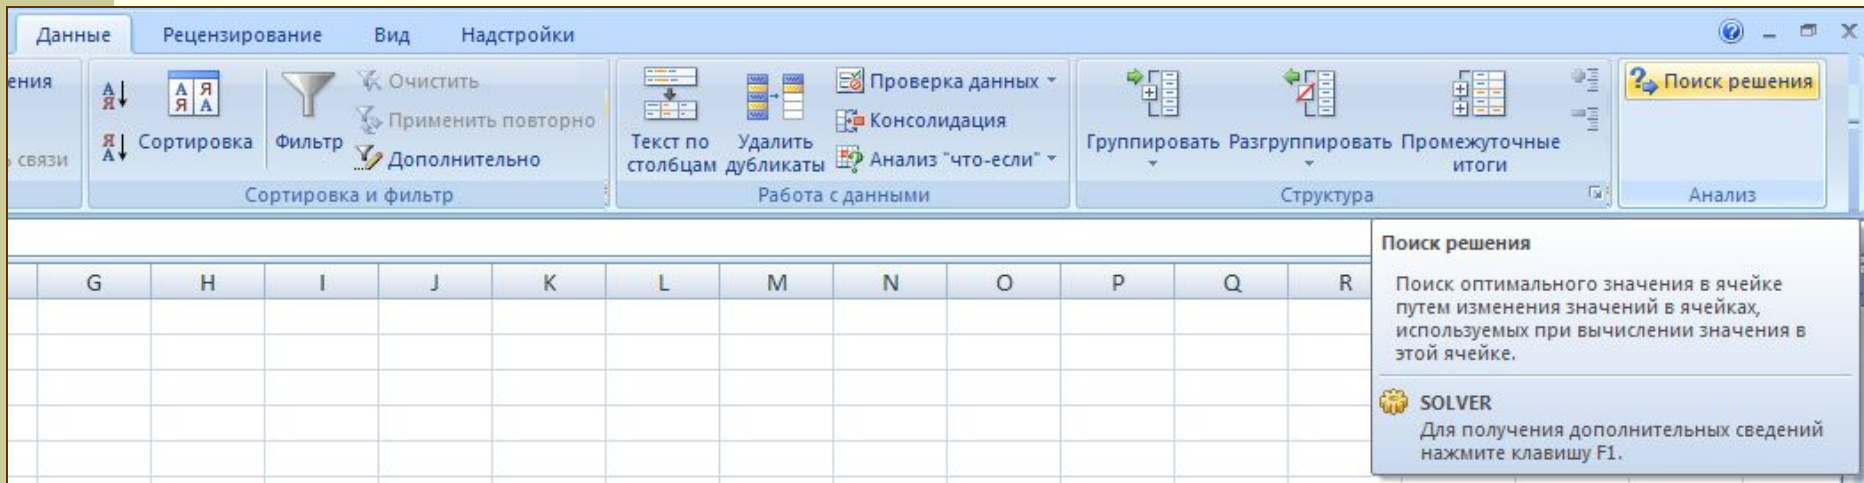 Данные Рецензирование Вид Надстройки
ения
связи
А
Я
Я
А
А Я
Я А
Сортировка
Фильтр
Очистить
Применить повторно
Дополнительно
Сортировка и фильтр
Текст по
столбцам
Удалить
дубликаты
Проверка данных
Консолидация
Анализ "что-если"
Работа с данными
Группировать
Разгруппировать
Промежуточные
итоги
Структура
Поиск решения
Анализ
G H I J K L M N O P Q R
Поиск решения
Поиск оптимального значения в ячейке
путем изменения значений в ячейках,
используемых при вычислении значения в
этой ячейке.
SOLVER
Для получения дополнительных сведений
нажмите клавишу F1.